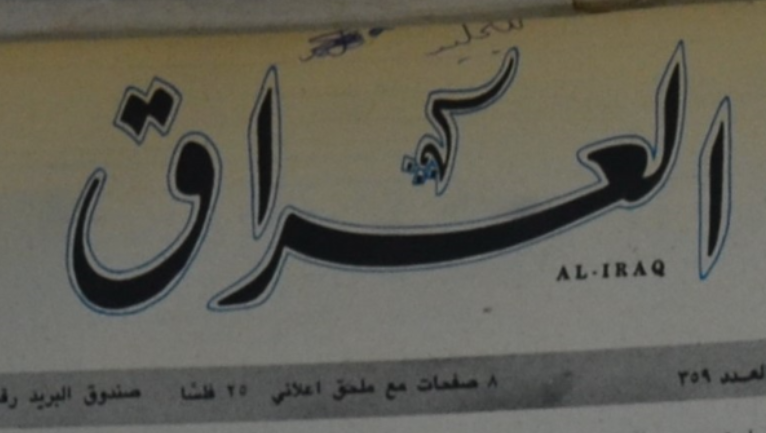 العراق
AL-IRAQ
العدد ٣٥٩ ٨ صفحات مع ملحق اعلاني ٢٥ فلسًا صندوق البريد